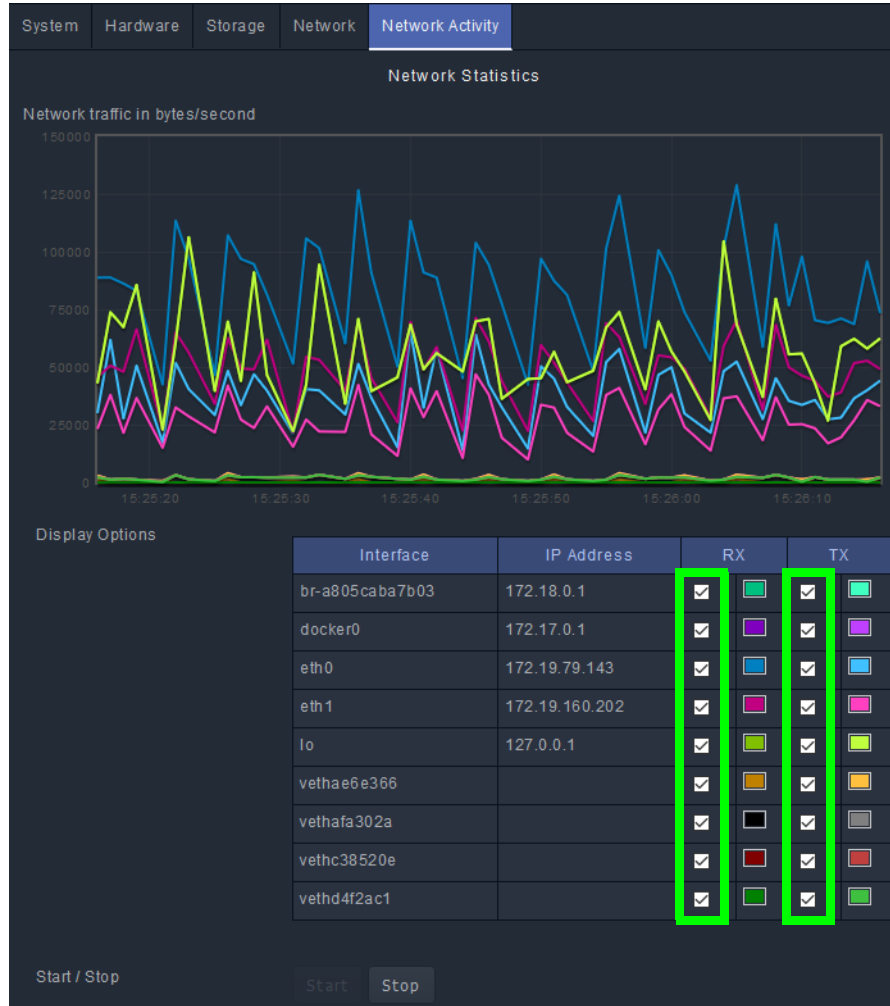 System Hardware Storage Network Network Activity
Network Statistics
Network traffic in bytes/second
150000
125000
100000
75000
50000
25000
0
15:25:20 15:25:30 15:25:40 15:25:50 15:26:00 15:26:10
Display Options
Interface IP Address RX TX
br-a805caba7b03 172.18.0.1
docker0 172.17.0.1
eth0 172.19.79.143
eth1 172.19.160.202
lo 127.0.0.1
vethae6e366
vethafa302a
vethc38520e
vethd4f2ac1
Start / Stop Start Stop